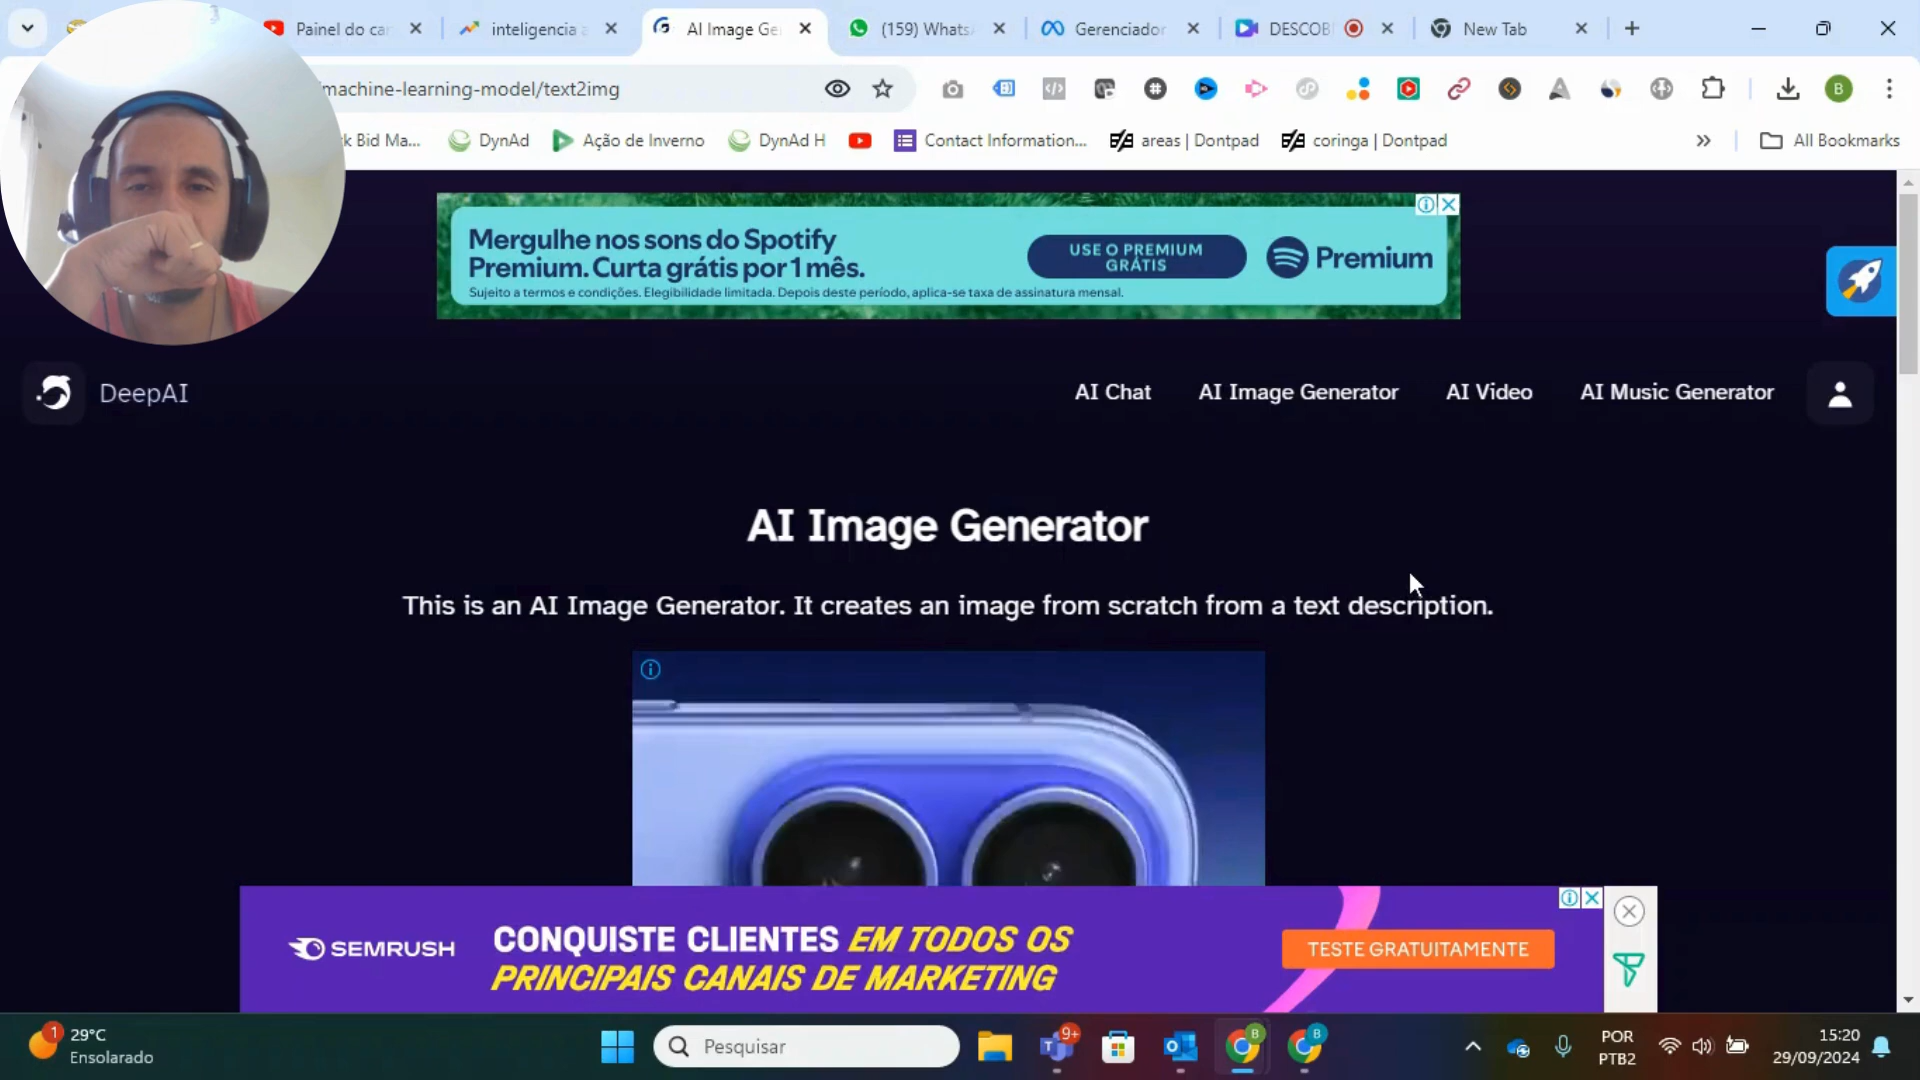 Painel do car
inteligencia a
AI Image Ge
(159) Whats
Gerenciador
DESCOB
New Tab
machine-learning-model/text2img
B
k Bid Ma...
DynAd
Ação de Inverno
DynAd H
Contact Information...
areas | Dontpad
coringa | Dontpad
All Bookmarks
Mergulhe nos sons do Spotify
Premium. Curta grátis por 1 mês.
Sujeito a termos e condições. Elegibilidade limitada. Depois deste período, aplica-se taxa de assinatura mensal.
USE O PREMIUM
GRÁTIS
Premium
DeepAI
AI Chat
AI Image Generator
AI Video
AI Music Generator
AI Image Generator
This is an AI Image Generator. It creates an image from scratch from a text description.
SEMRUSH
CONQUISTE CLIENTES EM TODOS OS
PRINCIPAIS CANAIS DE MARKETING
TESTE GRATUITAMENTE
1
29°C
Ensolarado
Pesquisar
9+
B
B
POR
PTB2
15:20
29/09/2024